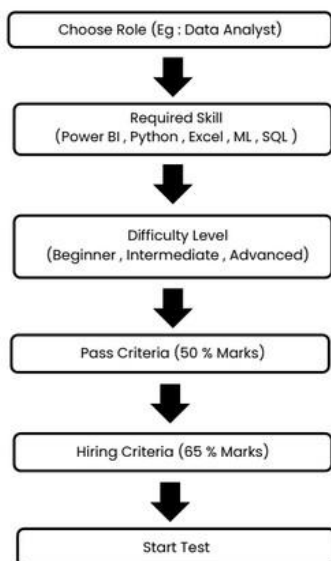 Choose Role (Eg : Data Analyst)
Required Skill
(Power BI , Python , Excel , ML , SQL )
Difficulty Level
(Beginner , Intermediate , Advanced)
Pass Criteria (50 % Marks)
Hiring Criteria (65 % Marks)
Start Test